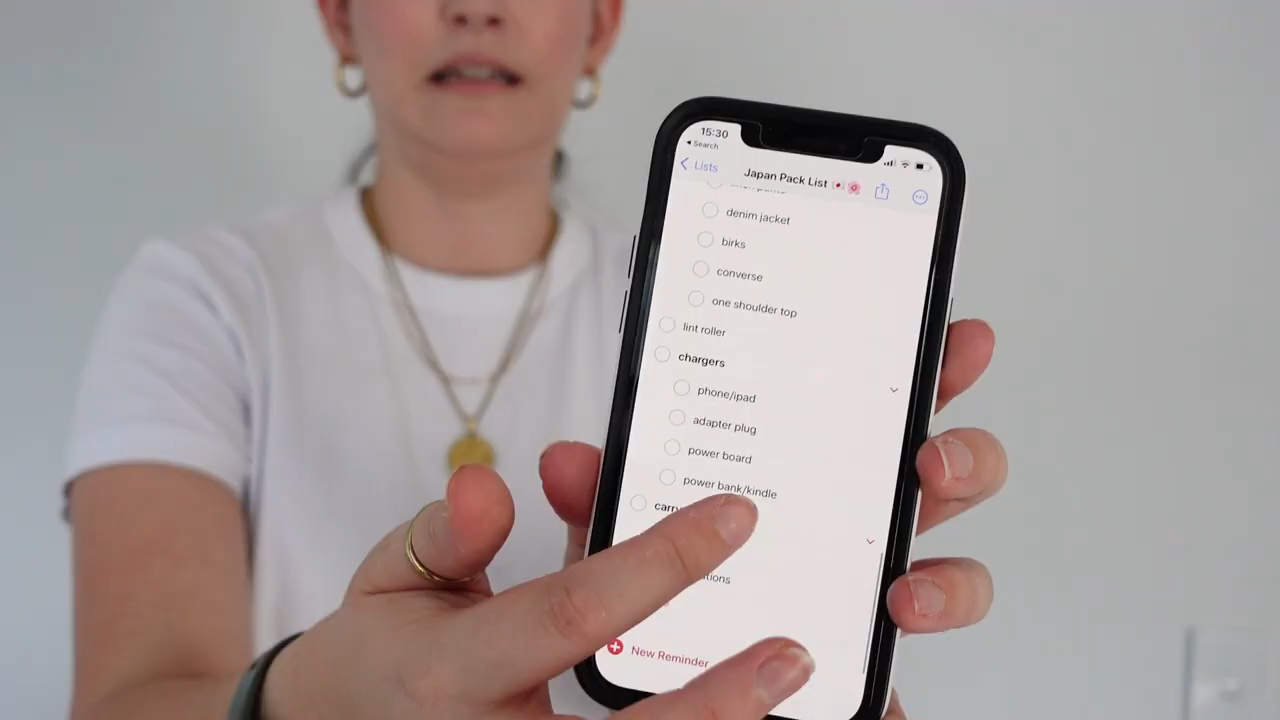 15:30
Search
Lists
Japan Pack List 🇯🇵🌸
denim jacket
birks
converse
one shoulder top
lint roller
chargers
phone/ipad
adapter plug
power board
power bank/kindle
New Reminder